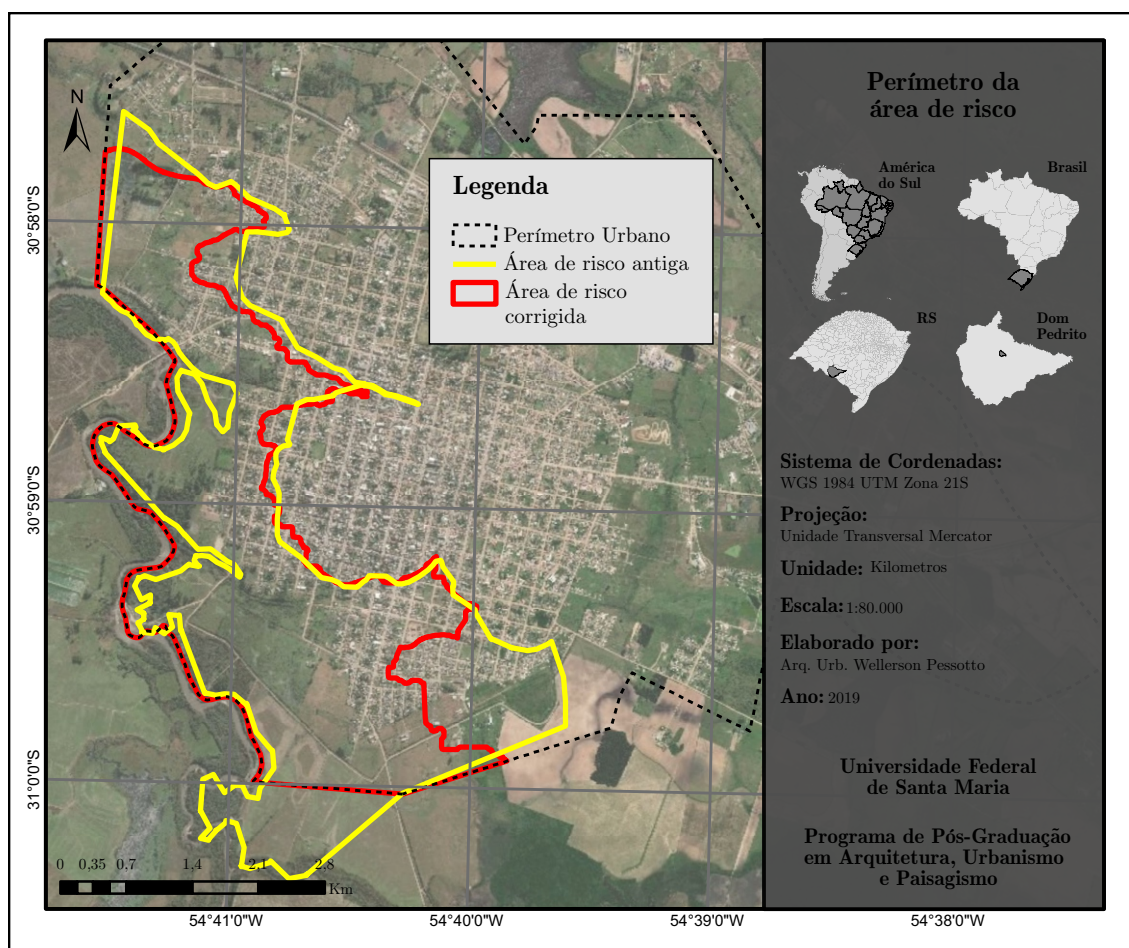 N
30°58'0"S
30°59'0"S
31°0'0"S
Legenda
Perímetro Urbano
Área de risco antiga
Área de risco
corrigida
0 0,35 0,7 1,4 2,1 2,8
Km
54°41'0"W 54°40'0"W 54°39'0"W 54°38'0"W
Perímetro da
área de risco
América
do Sul
Brasil
RS
Dom
Pedrito
Sistema de Cordenadas:
WGS 1984 UTM Zona 21S
Projeção:
Unidade Transversal Mercator
Unidade: Kilometros
Escala: 1:80.000
Elaborado por:
Arq. Urb. Wellerson Pessotto
Ano: 2019
Universidade Federal
de Santa Maria
Programa de Pós-Graduação
em Arquitetura, Urbanismo
e Paisagismo